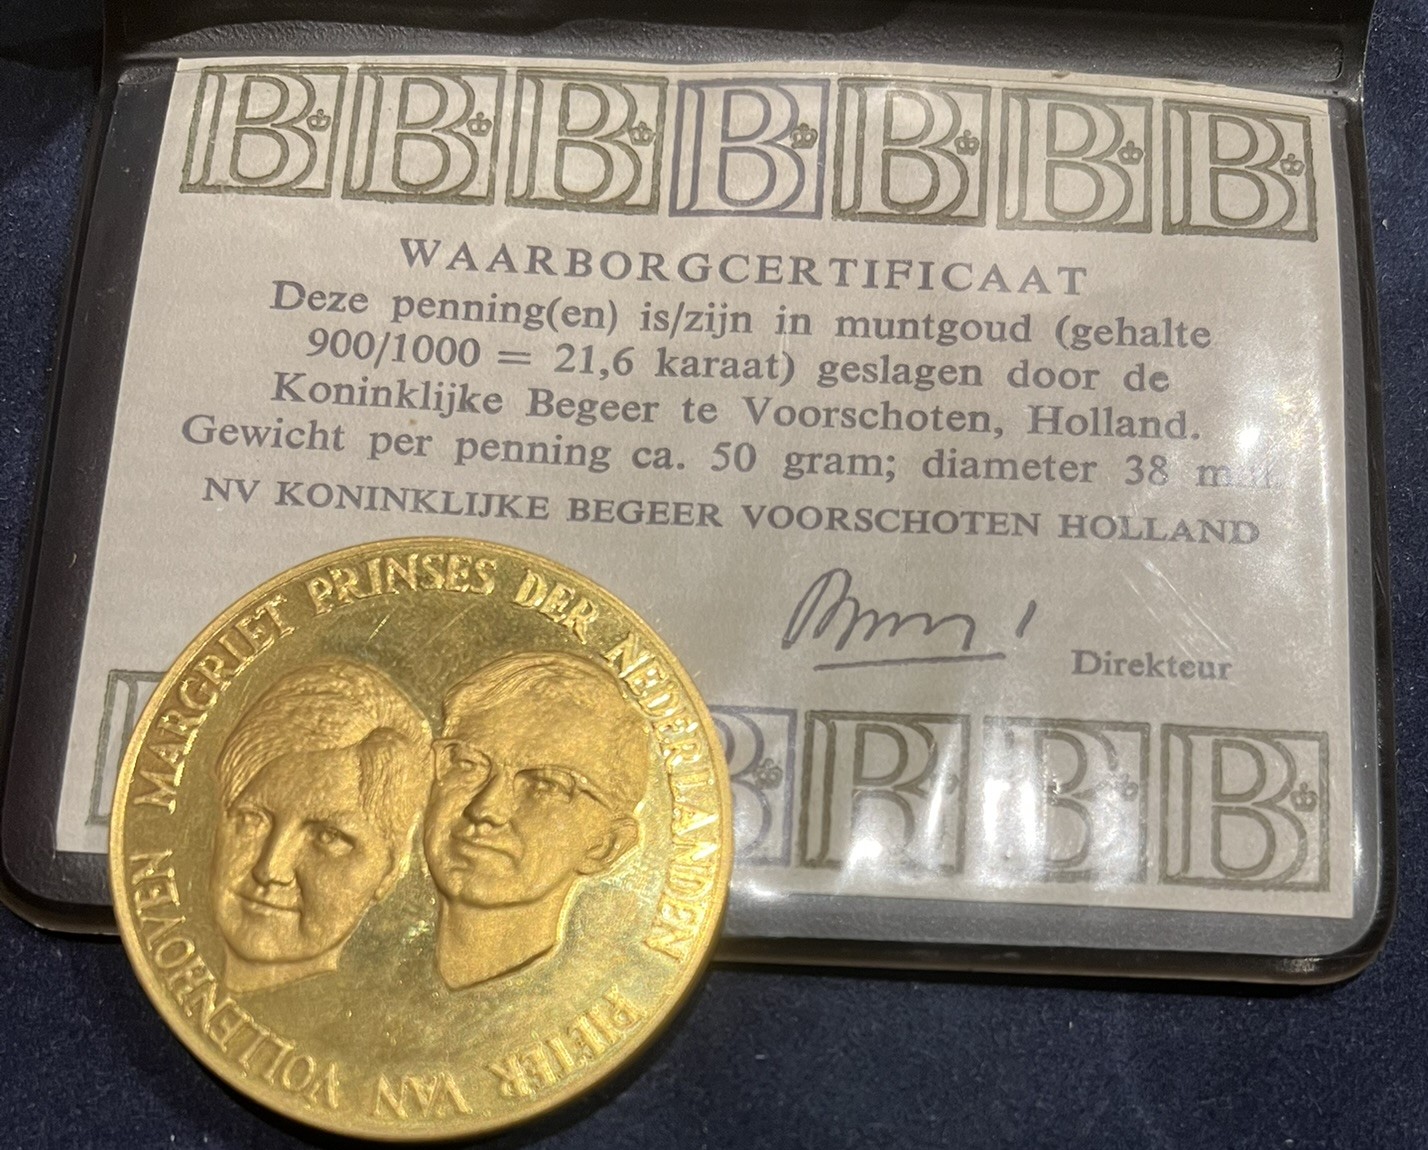 B B B B B B B
WAARBORGCERTIFICAAT
Deze penning(en) is/zijn in muntgoud (gehalte
900/1000 = 21,6 karaat) geslagen door de
Koninklijke Begeer te Voorschoten, Holland.
Gewicht per penning ca. 50 gram; diameter 38
NV KONINKLIJKE BEGEER VOORSCHOTEN HOLLAND
Direkteur
B B B B
MARGRIET PRINSES DER NEDERLANDEN
PIETER VAN VOLLENHOVEN